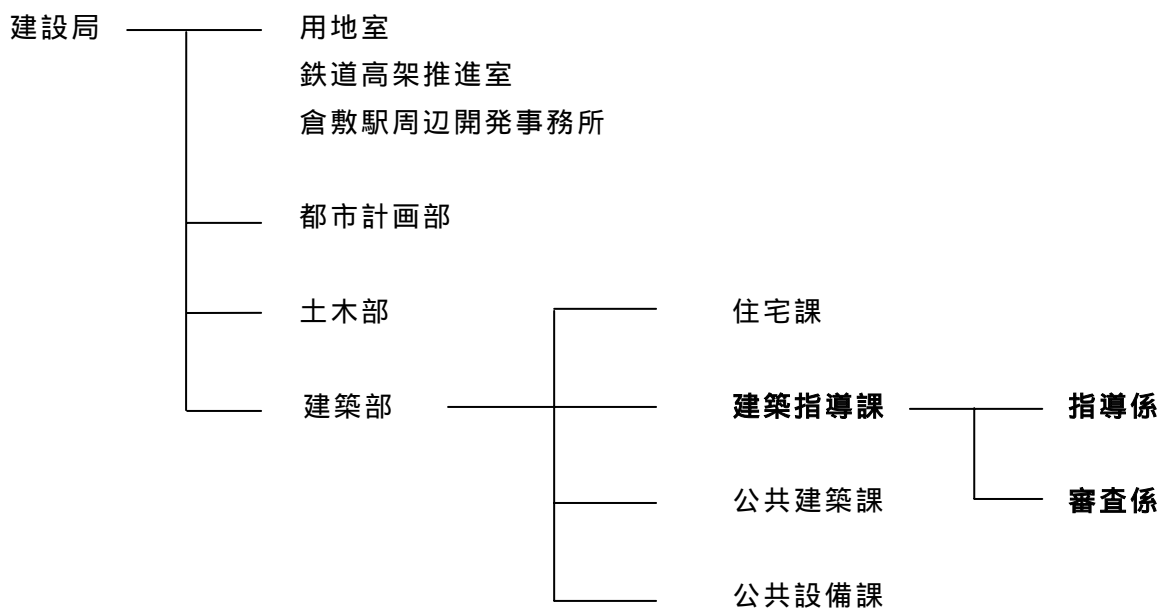 建設局 用地室
鉄道高架推進室
倉敷駅周辺開発事務所
都市計画部
土木部 住宅課
建築部 建築指導課 指導係
公共建築課 審査係
公共設備課